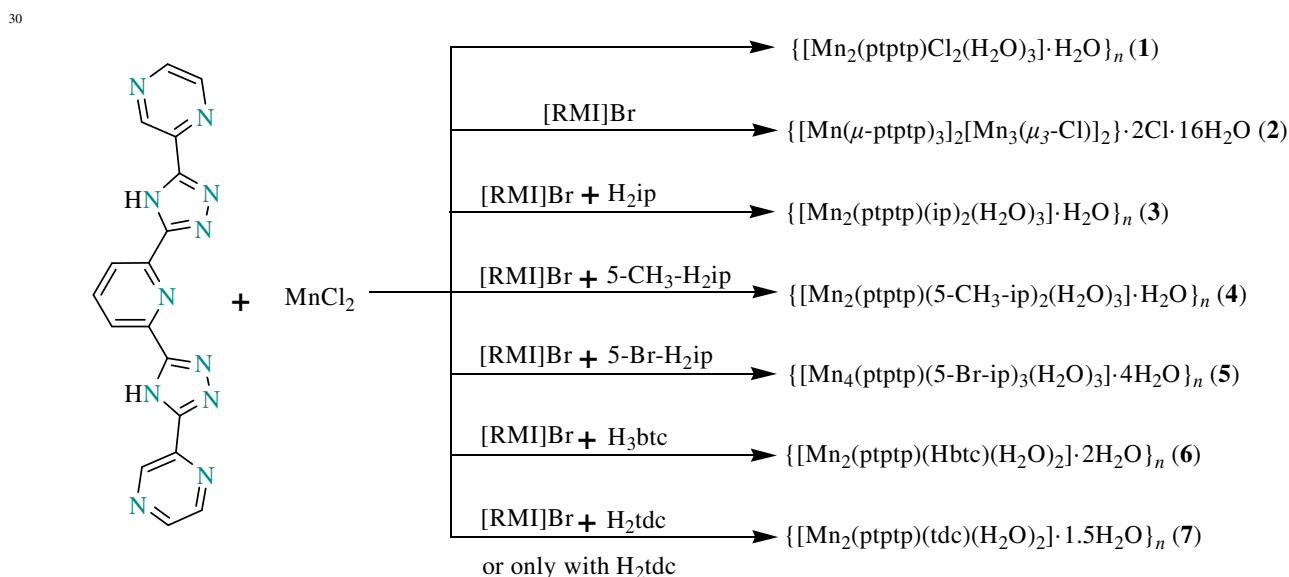 30
N
N
HN
N
N
N
HN
N
N
N
N
+
MnCl₂
{[Mn₂(ptptp)Cl₂(H₂O)₃]·H₂O}ₙ (1)
[RMI]Br
{[Mn(μ-ptptp)₃]₂[Mn₃(μ₃-Cl)]₂}·2Cl·16H₂O (2)
[RMI]Br + H₂ip
{[Mn₂(ptptp)(ip)₂(H₂O)₃]·H₂O}ₙ (3)
[RMI]Br + 5-CH₃-H₂ip
{[Mn₂(ptptp)(5-CH₃-ip)₂(H₂O)₃]·H₂O}ₙ (4)
[RMI]Br + 5-Br-H₂ip
{[Mn₄(ptptp)(5-Br-ip)₃(H₂O)₃]·4H₂O}ₙ (5)
[RMI]Br + H₃btc
{[Mn₂(ptptp)(Hbtc)(H₂O)₂]·2H₂O}ₙ (6)
[RMI]Br + H₂tdc
or only with H₂tdc
{[Mn₂(ptptp)(tdc)(H₂O)₂]·1.5H₂O}ₙ (7)